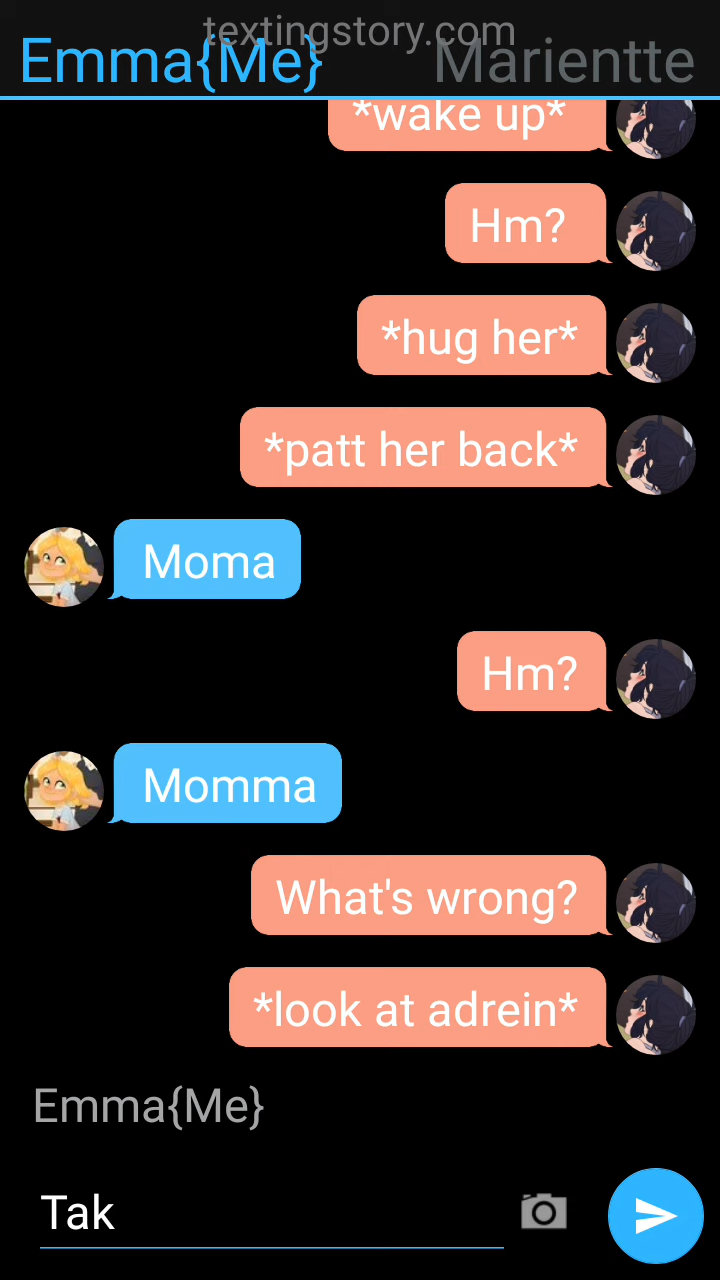 textingstory.com
Emma{Me} Marientte
*wake up*
Hm?
*hug her*
*patt her back*
Moma
Hm?
Momma
What's wrong?
*look at adrein*
Emma{Me}
Tak